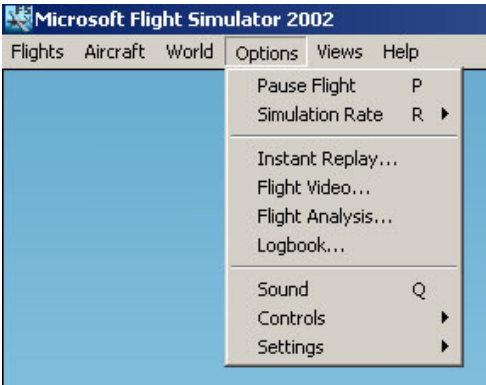 Microsoft Flight Simulator 2002
Flights Aircraft World Options Views Help
Pause Flight P
Simulation Rate R
Instant Replay...
Flight Video...
Flight Analysis...
Logbook...
Sound Q
Controls
Settings